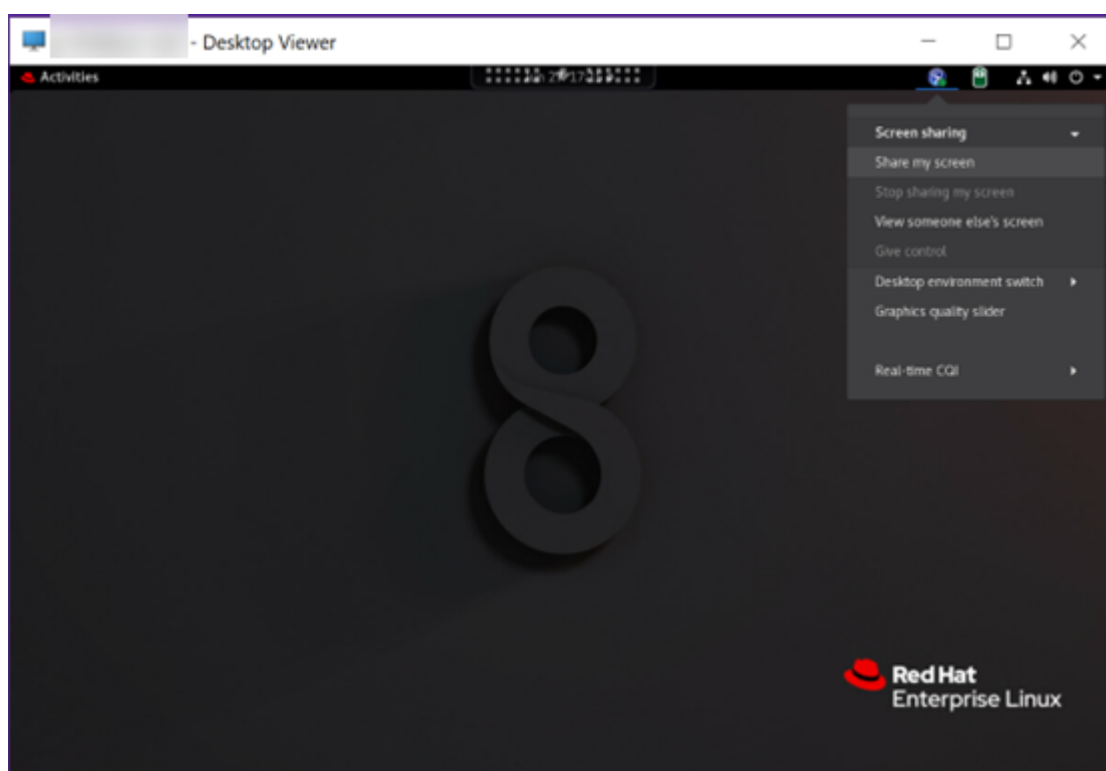 - Desktop Viewer
Activities
Screen sharing
Share my screen
Stop sharing my screen
View someone else's screen
Give control
Desktop environment switch
Graphics quality slider
Real-time CQI
8
Red Hat
Enterprise Linux